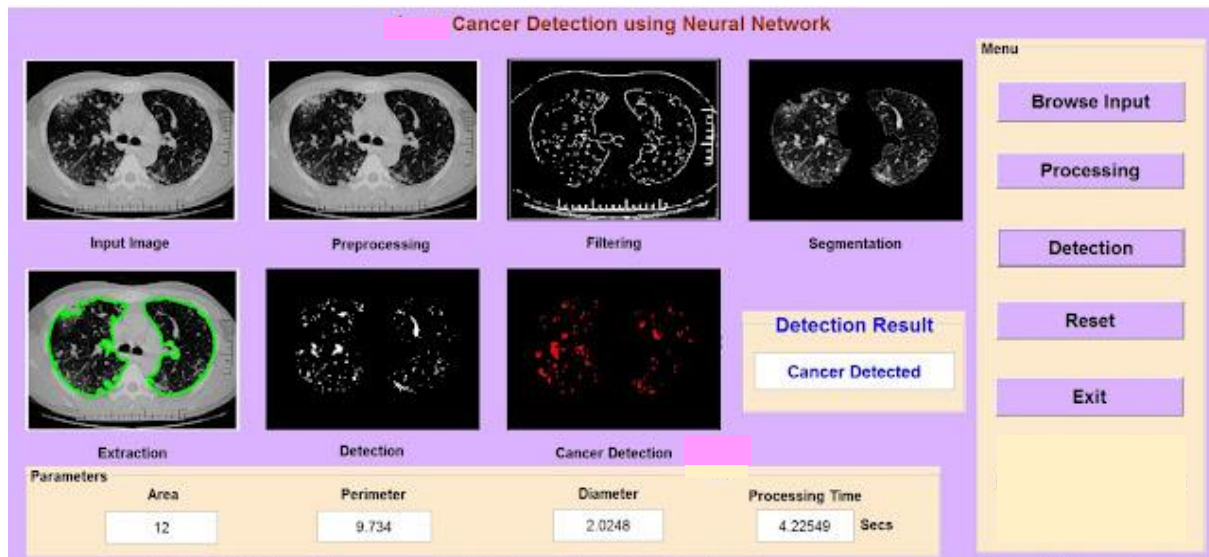 Cancer Detection using Neural Network
Menu
Browse Input
Processing
Detection
Reset
Exit
Input Image
Preprocessing
Filtering
Segmentation
Extraction
Detection
Cancer Detection
Detection Result
Cancer Detected
Parameters
Area
Perimeter
Diameter
Processing Time
12
9.734
2.0248
4.22549
Secs